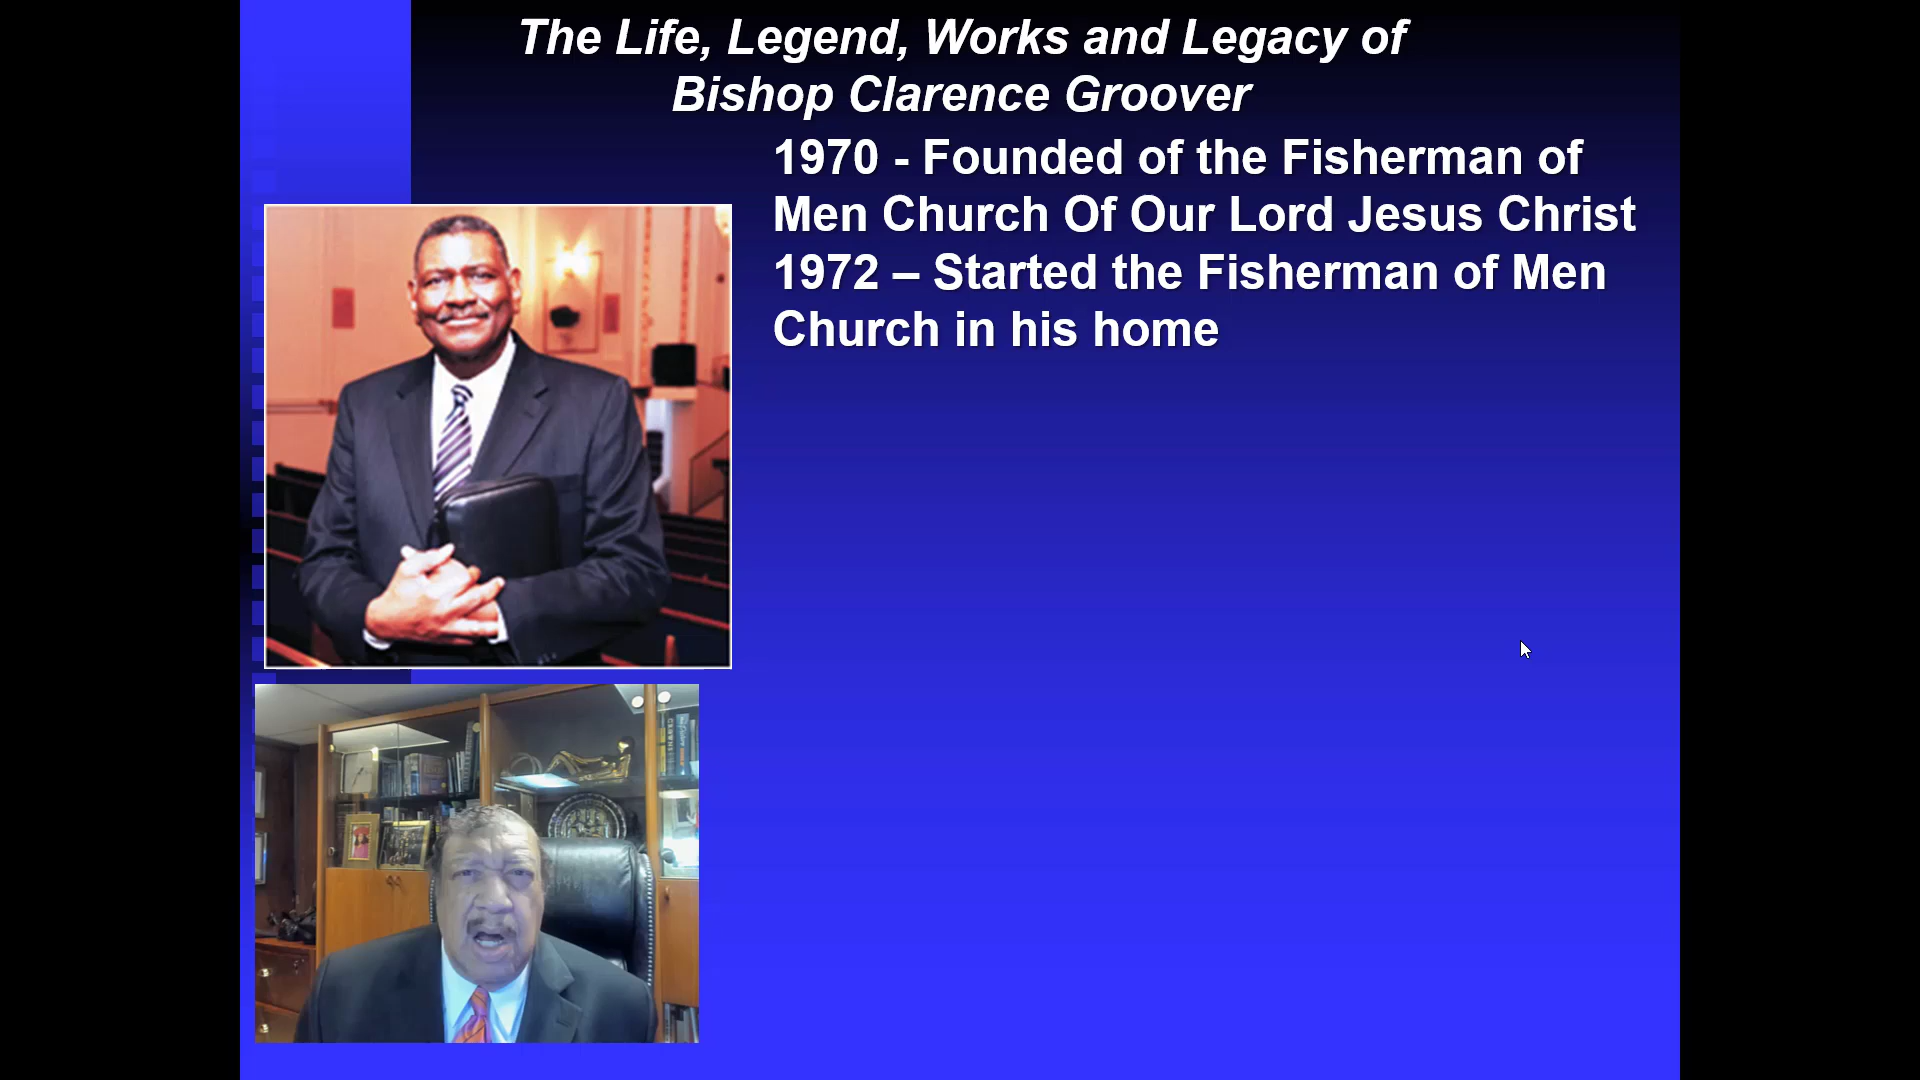 The Life, Legend, Works and Legacy of
Bishop Clarence Groover
1970 - Founded of the Fisherman of
Men Church Of Our Lord Jesus Christ
1972 – Started the Fisherman of Men
Church in his home